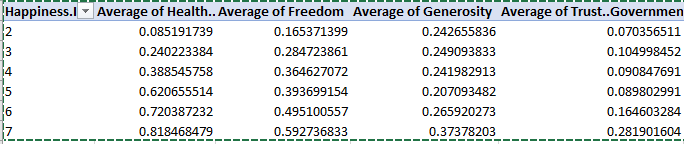 Happiness.I Average of Health.. Average of Freedom Average of Generosity Average of Trust..Governmen
2 0.085191739 0.165371399 0.242655836 0.070356511
3 0.240223384 0.284723861 0.249093833 0.104998452
4 0.388545758 0.364627072 0.241982913 0.090847691
5 0.620655514 0.393699154 0.207093482 0.089802991
6 0.720387232 0.495100557 0.265920273 0.164603284
7 0.818468479 0.592736833 0.37378203 0.281901604